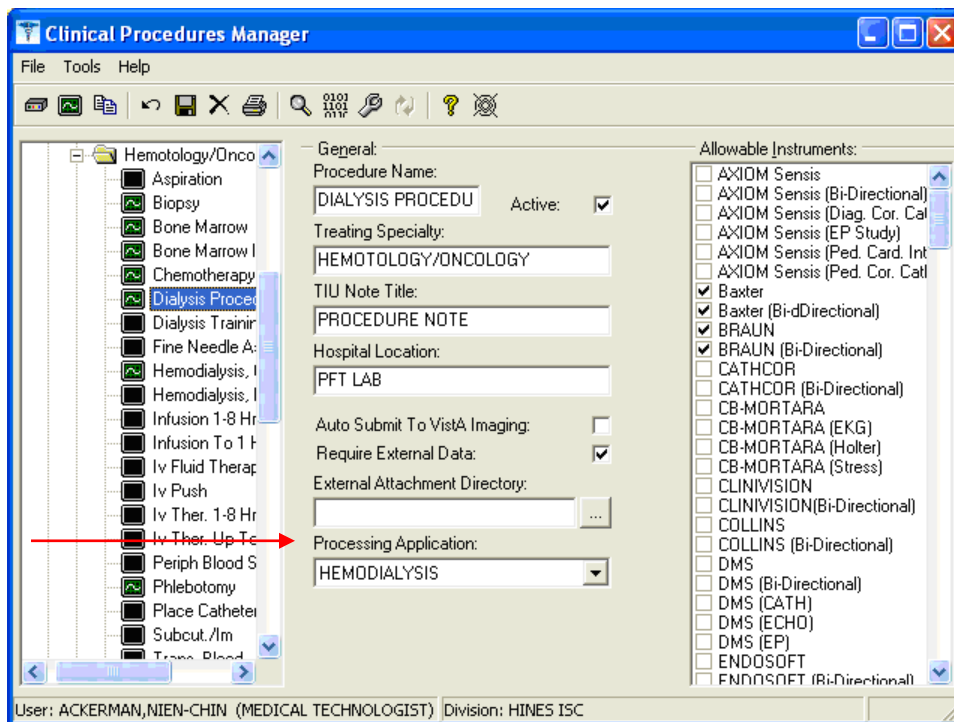 Clinical Procedures Manager
File Tools Help
Hemotology/Onco
Aspiration
Biopsy
Bone Marrow
Bone Marrow I
Chemotherapy
Dialysis Proced
Dialysis Trainin
Fine Needle A
Hemodialysis,
Hemodialysis, I
Infusion 1-8 Hr
Infusion To 1 H
Iv Fluid Therap
Iv Push
Iv Ther. 1-8 Hr
Iv Ther. Up To
Periph Blood S
Phlebotomy
Place Catheter
Subcut./Im
Trans. Blood
General:
Procedure Name:
DIALYSIS PROCEDU
Active:
Treating Specialty:
HEMOTOLOGY/ONCOLOGY
TIU Note Title:
PROCEDURE NOTE
Hospital Location:
PFT LAB
Auto Submit To VistA Imaging:
Require External Data:
External Attachment Directory:
...
Processing Application:
HEMODIALYSIS
Allowable Instruments:
AXIOM Sensis
AXIOM Sensis (Bi-Directional)
AXIOM Sensis (Diag. Cor. Cal
AXIOM Sensis (EP Study)
AXIOM Sensis (Ped. Card. Int
AXIOM Sensis (Ped. Cor. Catl
Baxter
Baxter (Bi-dDirectional)
BRAUN
BRAUN (Bi-Directional)
CATHCOR
CATHCOR (Bi-Directional)
CB-MORTARA
CB-MORTARA (EKG)
CB-MORTARA (Holter)
CB-MORTARA (Stress)
CLINIVISION
CLINIVISION(Bi-Directional)
COLLINS
COLLINS (Bi-Directional)
DMS
DMS (Bi-Directional)
DMS (CATH)
DMS (ECHO)
DMS (EP)
ENDOSOFT
ENDOSOFT (Bi-Directional)
User: ACKERMAN,NIEN-CHIN (MEDICAL TECHNOLOGIST) Division: HINES ISC